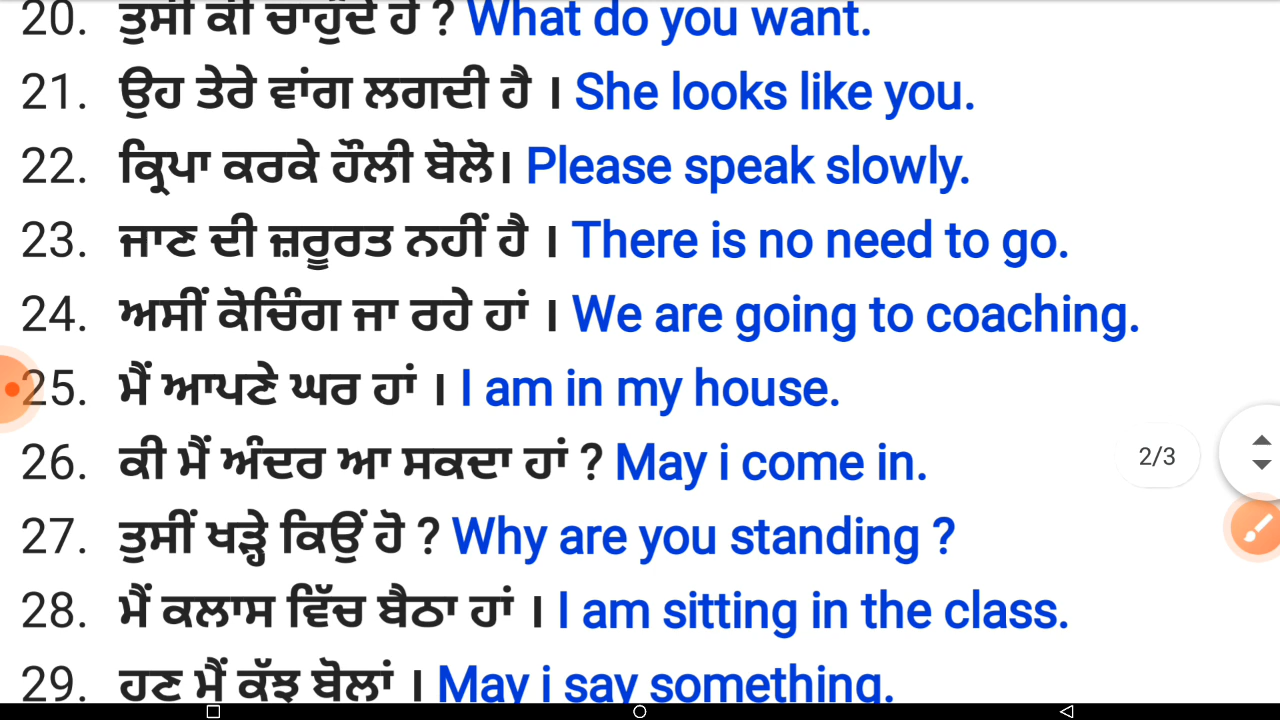 20. ਤੁਸੀਂ ਕੀ ਚਾਹੁੰਦੇ ਹੋ ? What do you want.
21. ਉਹ ਤੇਰੇ ਵਾਂਗ ਲਗਦੀ ਹੈ । She looks like you.
22. ਕ੍ਰਿਪਾ ਕਰਕੇ ਹੌਲੀ ਬੋਲੋ। Please speak slowly.
23. ਜਾਣ ਦੀ ਜ਼ਰੂਰਤ ਨਹੀਂ ਹੈ । There is no need to go.
24. ਅਸੀਂ ਕੋਚਿੰਗ ਜਾ ਰਹੇ ਹਾਂ । We are going to coaching.
25. ਮੈਂ ਆਪਣੇ ਘਰ ਹਾਂ । I am in my house.
26. ਕੀ ਮੈਂ ਅੰਦਰ ਆ ਸਕਦਾ ਹਾਂ ? May i come in.
2/3
27. ਤੁਸੀਂ ਖੜ੍ਹੇ ਕਿਉਂ ਹੋ ? Why are you standing ?
28. ਮੈਂ ਕਲਾਸ ਵਿੱਚ ਬੈਠਾ ਹਾਂ । I am sitting in the class.
29. ਹੁਣ ਮੈਂ ਕੁੱਝ ਬੋਲਾਂ । May i say something.